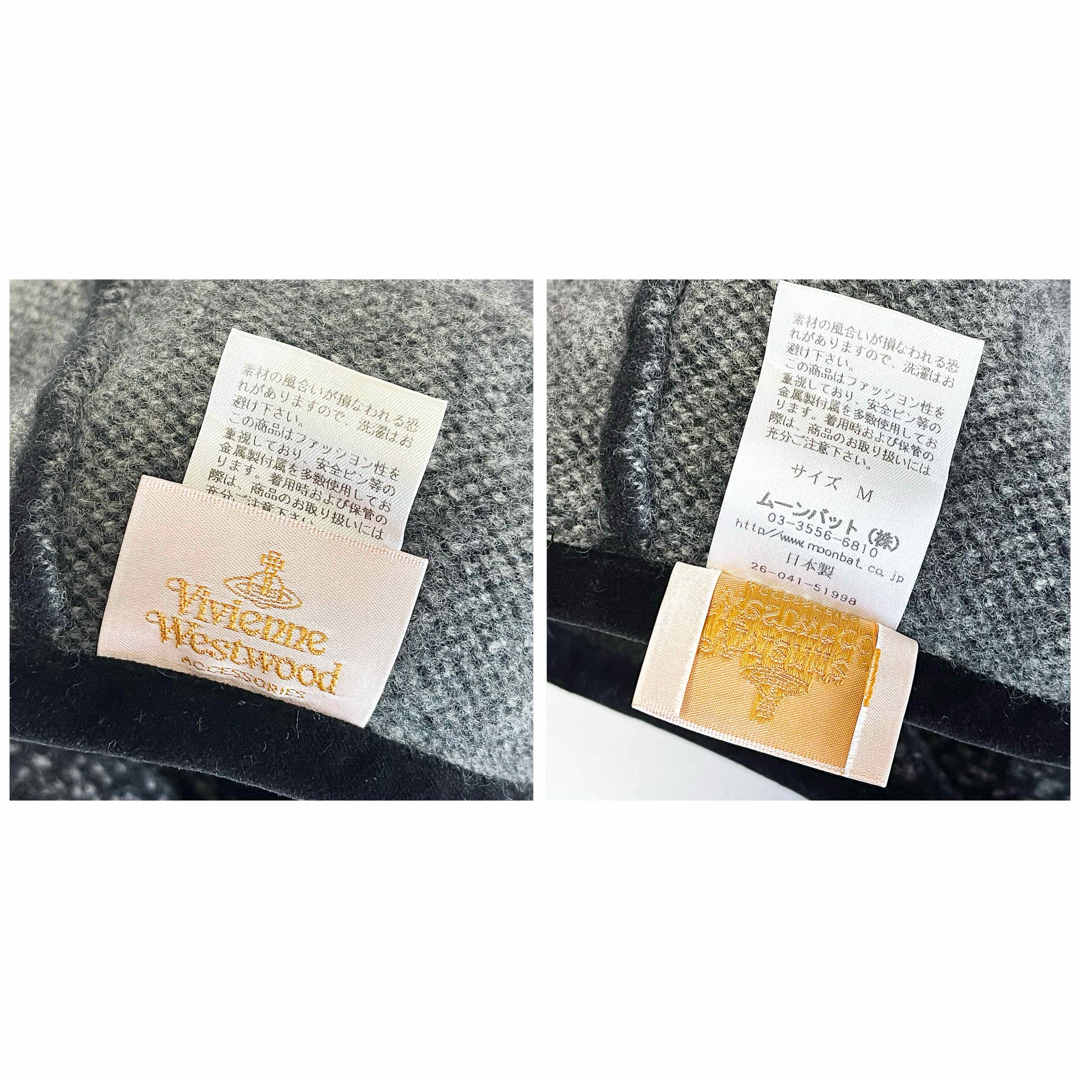 素材の風合いが損なわれる恐
れがありますので、洗濯はお
避け下さい。
この商品はファッション性を
重視しており、安全ピン等の
金属製付属を多数使用してお
ります。着用時および保管の
際は、商品のお取り扱いには
充分ご注意下さい。
Vivienne
Westwood
ACCESSORIES
素材の風合いが損なわれる恐
れがありますので、洗濯はお
避け下さい。
この商品はファッション性を
重視しており、安全ピン等の
金属製付属を多数使用してお
ります。着用時および保管の
際は、商品のお取り扱いには
充分ご注意下さい。
サイズ M
ムーンバット(株)
03-3556-6810
http//www.moonbat.co.jp
日本製
26-041-51998